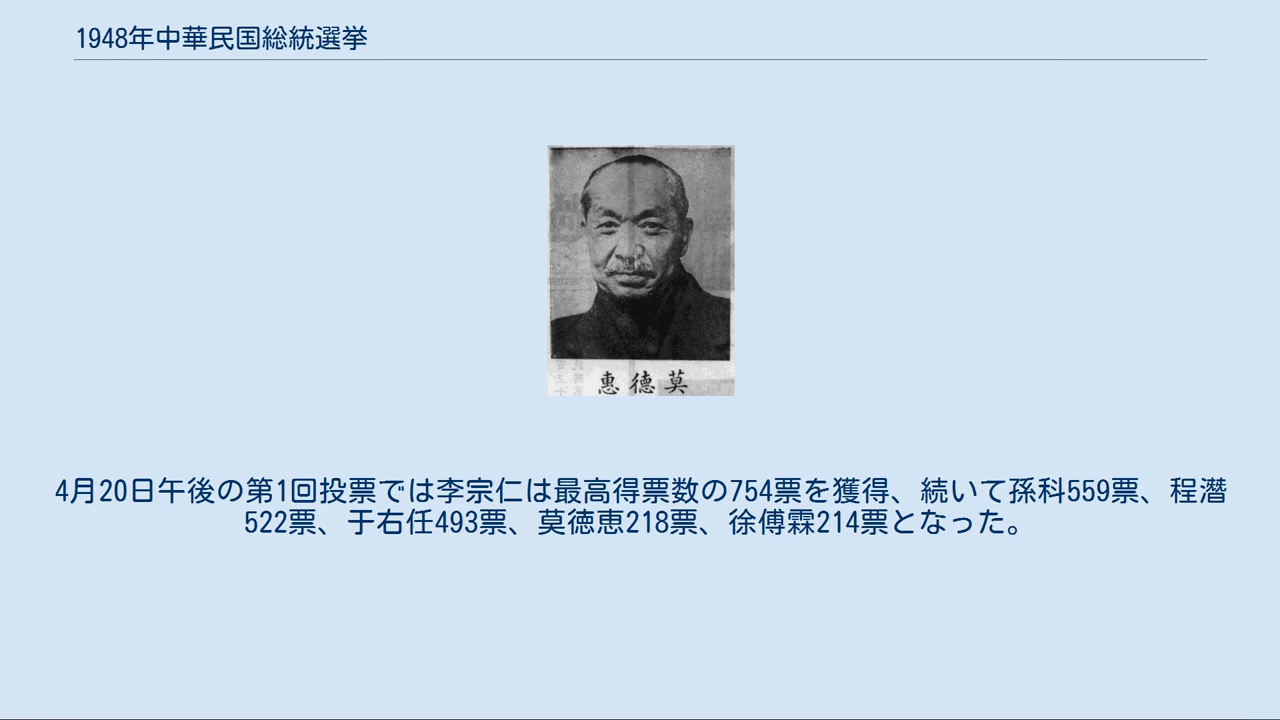 1948年中華民国総統選挙
惠德莫
4月20日午後の第1回投票では李宗仁は最高得票数の754票を獲得、続いて孫科559票、程潛
522票、于右任493票、莫徳恵218票、徐傅霖214票となった。